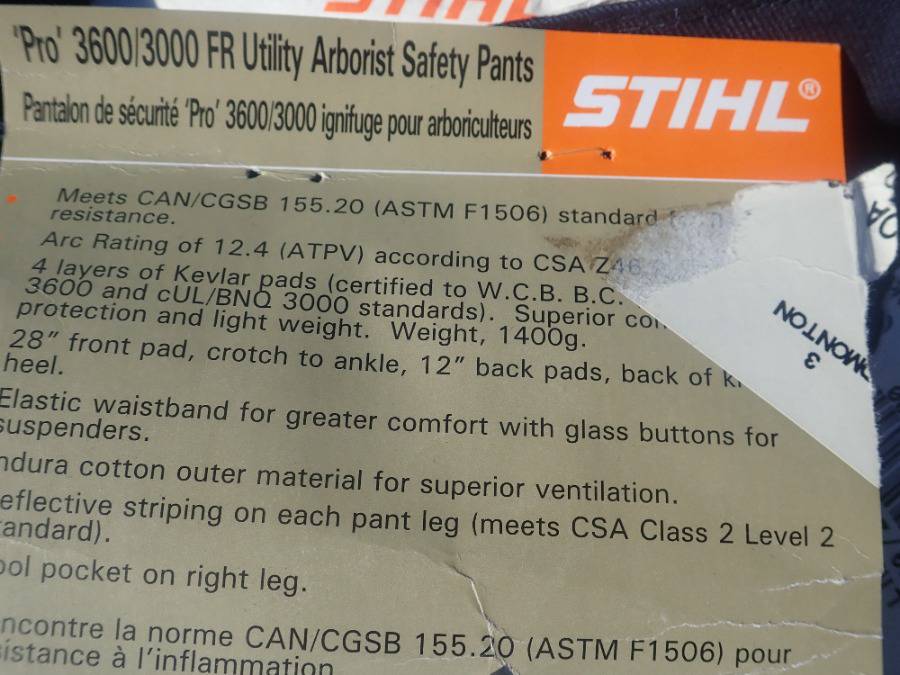 STIHL
'Pro' 3600/3000 FR Utility Arborist Safety Pants
Pantalon de sécurité 'Pro' 3600/3000 ignifuge pour arboriculteurs
STIHL®
Meets CAN/CGSB 155.20 (ASTM F1506) standard
resistance.
Arc Rating of 12.4 (ATPV) according to CSA Z46
4 layers of Kevlar pads (certified to W.C.B. B.C.
3600 and cUL/BNQ 3000 standards). Superior
protection and light weight. Weight, 1400g.
28" front pad, crotch to ankle, 12" back pads, back of
heel.
Elastic waistband for greater comfort with glass buttons for
suspenders.
ndura cotton outer material for superior ventilation.
eflective striping on each pant leg (meets CSA Class 2 Level 2
andard).
ool pocket on right leg.
ncontre la norme CAN/CGSB 155.20 (ASTM F1506) pour
istance à l'inflammation
3
DMONTON